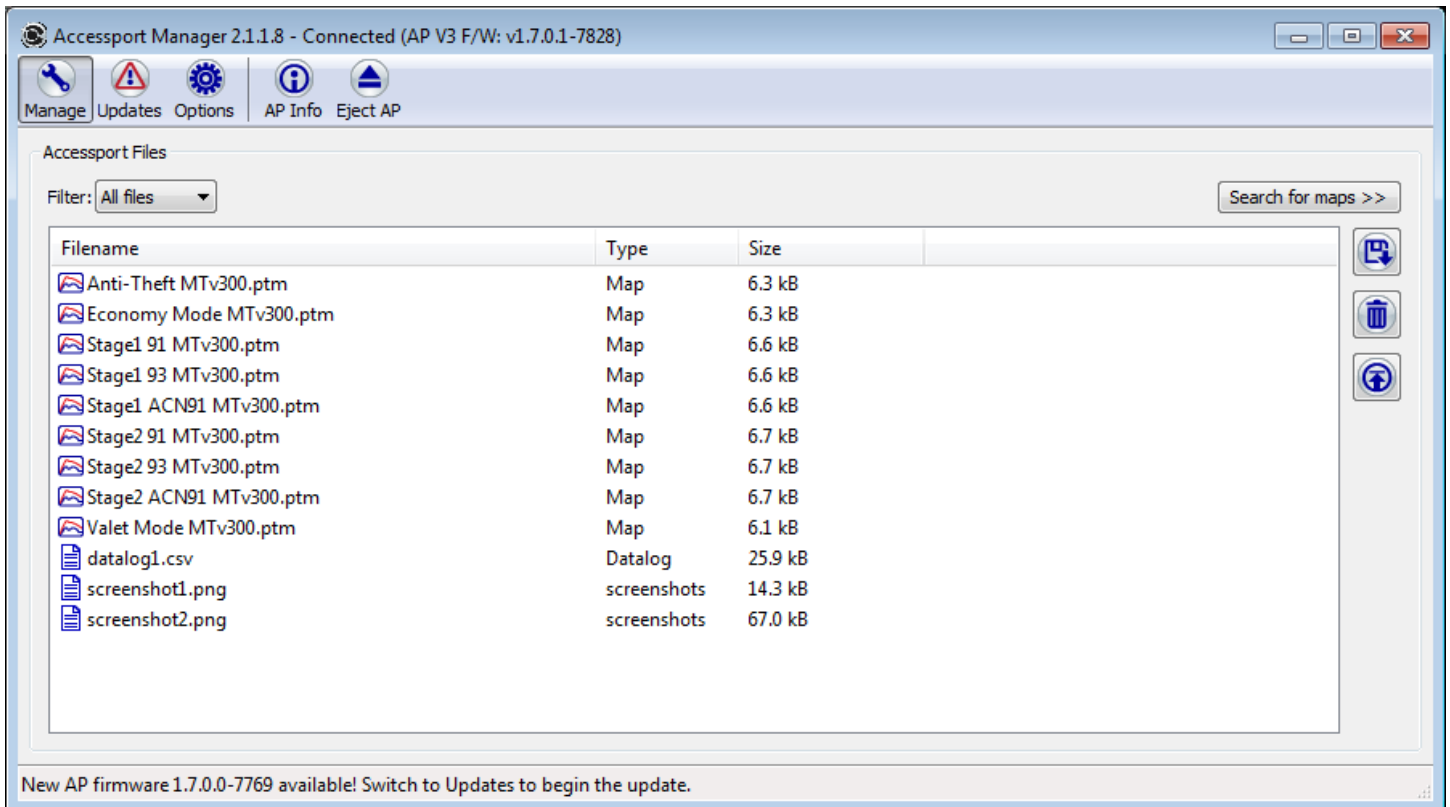 Accessport Manager 2.1.1.8 - Connected (AP V3 F/W: v1.7.0.1-7828)
Manage Updates Options AP Info Eject AP
Accessport Files
Filter: All files Search for maps >>
Filename Type Size
Anti-Theft MTv300.ptm Map 6.3 kB
Economy Mode MTv300.ptm Map 6.3 kB
Stage1 91 MTv300.ptm Map 6.6 kB
Stage1 93 MTv300.ptm Map 6.6 kB
Stage1 ACN91 MTv300.ptm Map 6.6 kB
Stage2 91 MTv300.ptm Map 6.7 kB
Stage2 93 MTv300.ptm Map 6.7 kB
Stage2 ACN91 MTv300.ptm Map 6.7 kB
Valet Mode MTv300.ptm Map 6.1 kB
datalog1.csv Datalog 25.9 kB
screenshot1.png screenshots 14.3 kB
screenshot2.png screenshots 67.0 kB
New AP firmware 1.7.0.0-7769 available! Switch to Updates to begin the update.